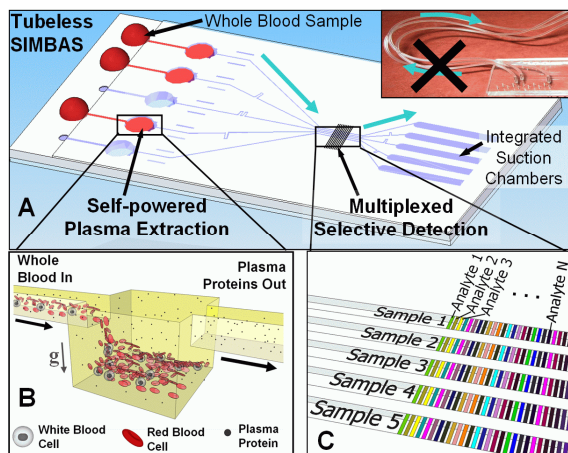 Tubeless
SIMBAS
Whole Blood Sample
Integrated
Suction
Chambers
A
Self-powered
Plasma Extraction
Multiplexed
Selective Detection
Whole
Blood In
Plasma
Proteins Out
g
B
White Blood
Cell
Red Blood
Cell
Plasma
Protein
Analyte 1
Analyte 2
Analyte 3
. . .
Analyte N
Sample 1
Sample 2
Sample 3
Sample 4
Sample 5
C